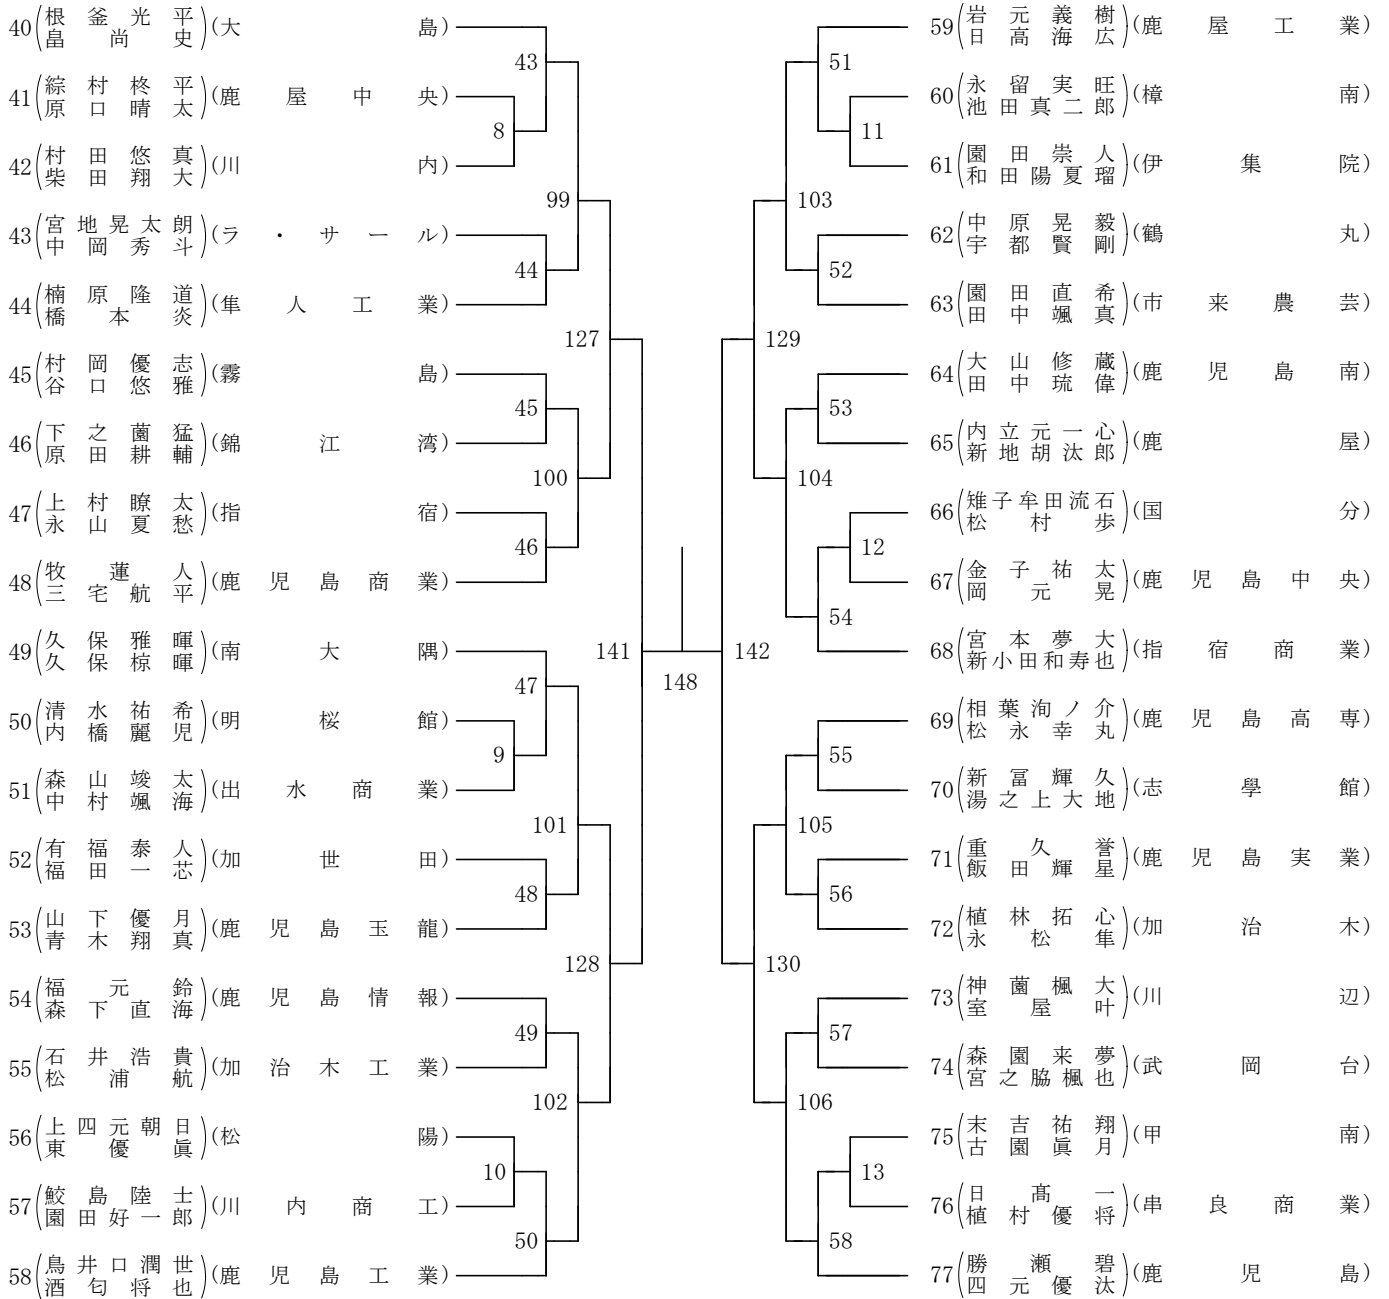 40(根釜光平 畠尚史)(大島)
41(綜村柊平 原口晴太)(鹿屋中央)
42(村田悠真 柴田翔大)(川内)
43(宮地晃太朗 中岡秀斗)(ラ・サール)
44(楠原隆道 橋本炎)(隼人工業)
45(村岡優志 谷口悠雅)(霧島)
46(下之薗猛 原田耕輔)(錦江湾)
47(上村瞭太 永山夏愁)(指宿)
48(牧蓮人 三宅航平)(鹿児島商業)
49(久保雅暉 久保椋暉)(南大隅)
50(清水祐希 内橋麗児)(明桜館)
51(森山竣太 中村颯海)(出水商業)
52(有福泰人 福田一芯)(加世田)
53(山下優月 青木翔真)(鹿児島玉龍)
54(福元鈴 森下直海)(鹿児島情報)
55(石井浩貴 松浦航)(加治木工業)
56(上四元朝日 東優眞)(松陽)
57(鮫島陸士 園田好一郎)(川内商工)
58(鳥井口潤世 酒匂将也)(鹿児島工業)
43
8
99
44
127
45
100
46
141
47
9
101
48
128
49
102
10
50
148
142
51
11
103
52
129
53
104
12
54
55
105
56
130
57
106
13
58
59(岩元義樹 日高海広)(鹿屋工業)
60(永留実旺 池田真二郎)(樟南)
61(園田崇人 和田陽夏瑠)(伊集院)
62(中原晃毅 宇都賢剛)(鶴丸)
63(園田直希 田中颯真)(市来農芸)
64(大山修蔵 田中琉偉)(鹿児島南)
65(内立元一心 新地胡汰郎)(鹿屋)
66(雉子牟田流石 松村歩)(国分)
67(金子祐太 岡元晃)(鹿児島中央)
68(宮本夢大 新小田和寿也)(指宿商業)
69(相葉洵ノ介 松永幸丸)(鹿児島高専)
70(新冨輝久 湯之上大地)(志學館)
71(重久誉 飯田輝星)(鹿児島実業)
72(植林拓心 永松隼)(加治木)
73(神薗楓大 室屋叶)(川辺)
74(森園来夢 宮之脇楓也)(武岡台)
75(末吉祐翔 古園眞月)(甲南)
76(日髙一 植村優将)(串良商業)
77(勝瀬碧 四元優汰)(鹿児島)